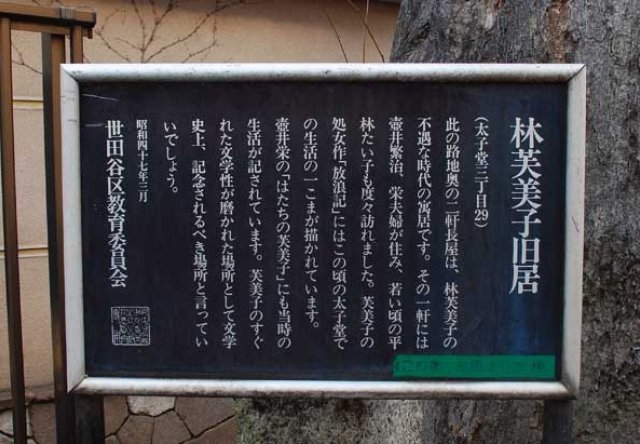 林芙美子旧居
（太子堂三丁目29）
此の路地奥の二軒長屋は、林芙美子の
不遇な時代の寓居です。その一軒には
壺井繁治、栄夫婦が住み、若い頃の平
林たい子も度々訪れました。芙美子の
処女作「放浪記」にはこの頃の太子堂で
の生活の一こまが描かれています。
壺井栄の「はたちの芙美子」にも当時の
生活が記されています。芙美子のすぐ
れた文学性が磨かれた場所として文学
史上、記念されるべき場所と言ってい
いでしょう。
昭和四十七年三月
世田谷区教育委員会